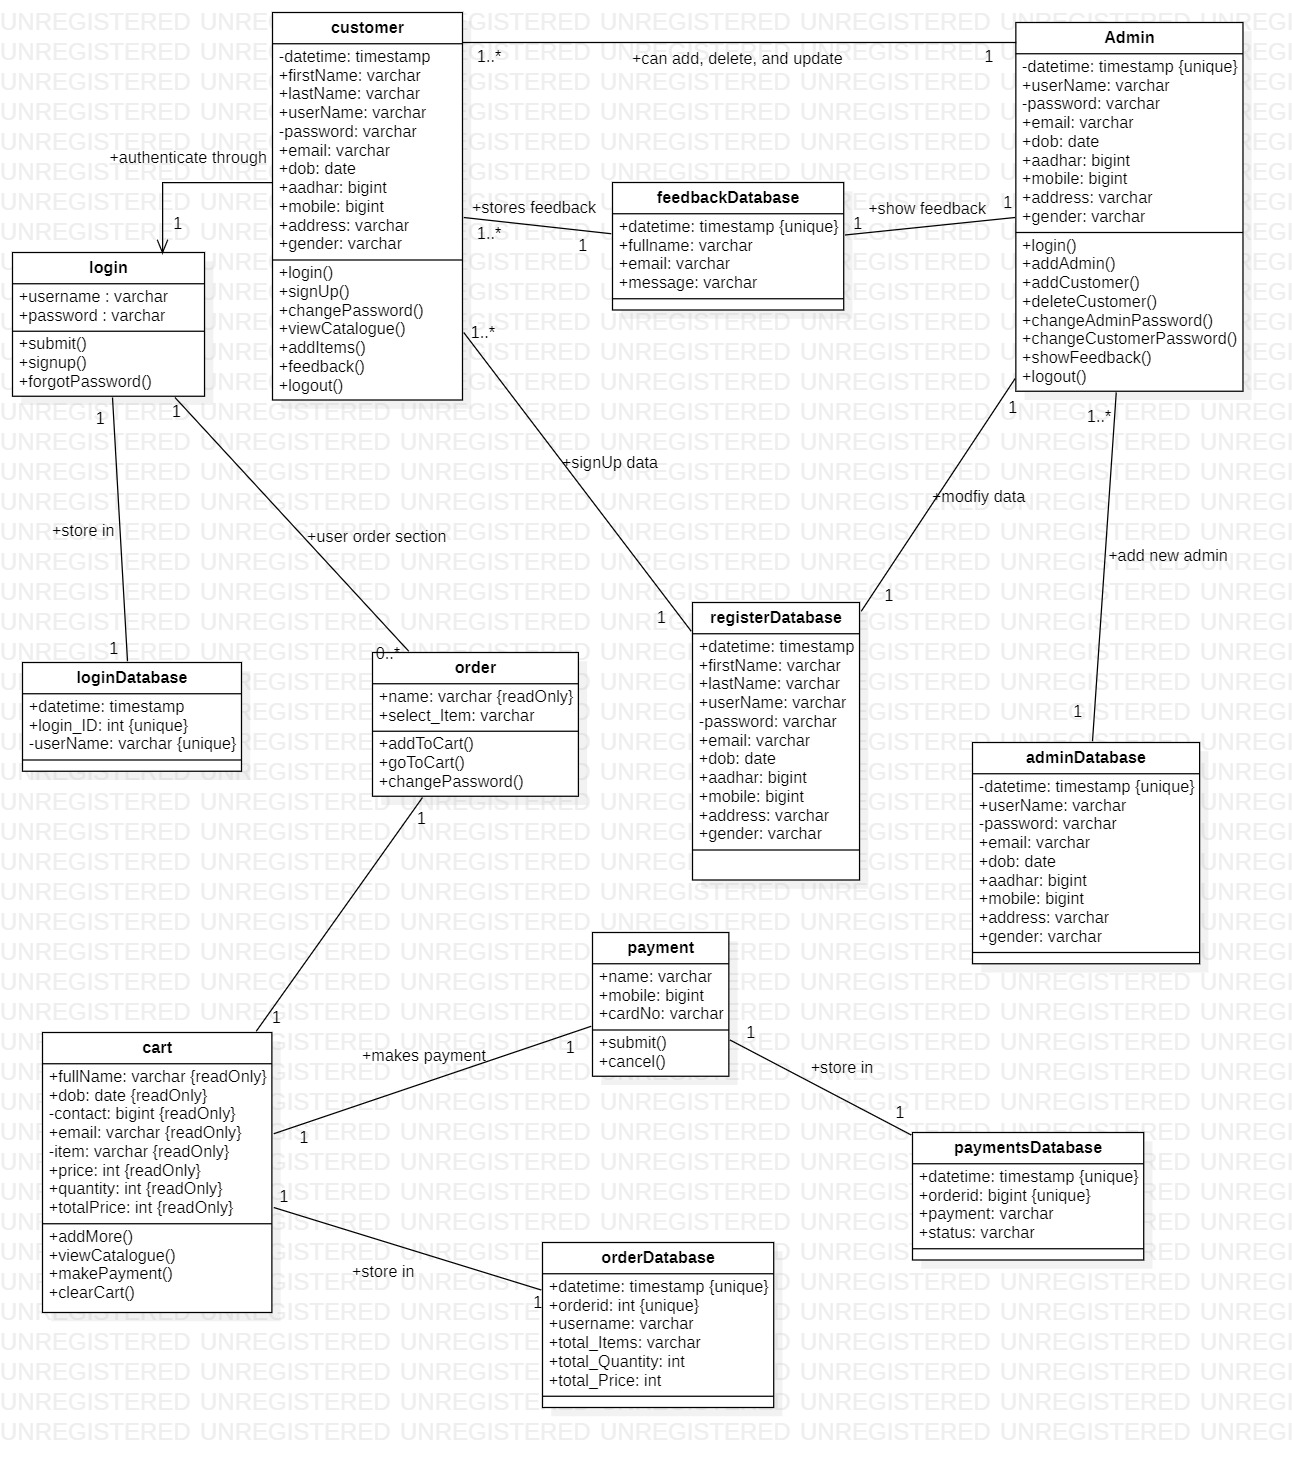 customer
-datetime: timestamp
+firstName: varchar
+lastName: varchar
+userName: varchar
-password: varchar
+email: varchar
+dob: date
+aadhar: bigint
+mobile: bigint
+address: varchar
+gender: varchar
+login()
+signUp()
+changePassword()
+viewCatalogue()
+addItems()
+feedback()
+logout()
1..*
+can add, delete, and update
1
Admin
-datetime: timestamp {unique}
+userName: varchar
-password: varchar
+email: varchar
+dob: date
+aadhar: bigint
+mobile: bigint
+address: varchar
+gender: varchar
+login()
+addAdmin()
+addCustomer()
+deleteCustomer()
+changeAdminPassword()
+changeCustomerPassword()
+showFeedback()
+logout()
+authenticate through
1
+stores feedback
1..*
1
feedbackDatabase
+datetime: timestamp {unique}
+fullname: varchar
+email: varchar
+message: varchar
+show feedback
1
1
login
+username : varchar
+password : varchar
+submit()
+signup()
+forgotPassword()
1..*
+signUp data
1
1
+modfiy data
1
1..*
+add new admin
1
1
+store in
1
1
+user order section
0..*
loginDatabase
+datetime: timestamp
+login_ID: int {unique}
-userName: varchar {unique}
order
+name: varchar {readOnly}
+select_Item: varchar
+addToCart()
+goToCart()
+changePassword()
registerDatabase
+datetime: timestamp
+firstName: varchar
+lastName: varchar
+userName: varchar
-password: varchar
+email: varchar
+dob: date
+aadhar: bigint
+mobile: bigint
+address: varchar
+gender: varchar
adminDatabase
-datetime: timestamp {unique}
+userName: varchar
-password: varchar
+email: varchar
+dob: date
+aadhar: bigint
+mobile: bigint
+address: varchar
+gender: varchar
1
1
payment
+name: varchar
+mobile: bigint
+cardNo: varchar
+submit()
+cancel()
cart
+fullName: varchar {readOnly}
+dob: date {readOnly}
-contact: bigint {readOnly}
+email: varchar {readOnly}
-item: varchar {readOnly}
+price: int {readOnly}
+quantity: int {readOnly}
+totalPrice: int {readOnly}
+addMore()
+viewCatalogue()
+makePayment()
+clearCart()
+makes payment
1
1
1
+store in
1
paymentsDatabase
+datetime: timestamp {unique}
+orderid: bigint {unique}
+payment: varchar
+status: varchar
1
+store in
1
orderDatabase
+datetime: timestamp {unique}
+orderid: int {unique}
+username: varchar
+total_Items: varchar
+total_Quantity: int
+total_Price: int
UNREGISTERED